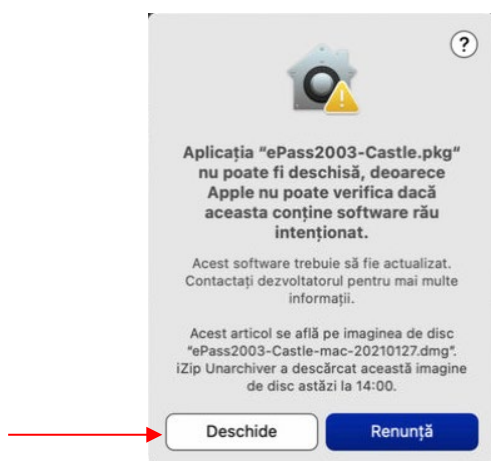 ?
Aplicația "ePass2003-Castle.pkg"
nu poate fi deschisă, deoarece
Apple nu poate verifica dacă
aceasta conține software rău
intenționat.
Acest software trebuie să fie actualizat.
Contactați dezvoltatorul pentru mai multe
informații.
Acest articol se află pe imaginea de disc
"ePass2003-Castle-mac-20210127.dmg".
iZip Unarchiver a descărcat această imagine
de disc astăzi la 14:00.
Deschide Renunță